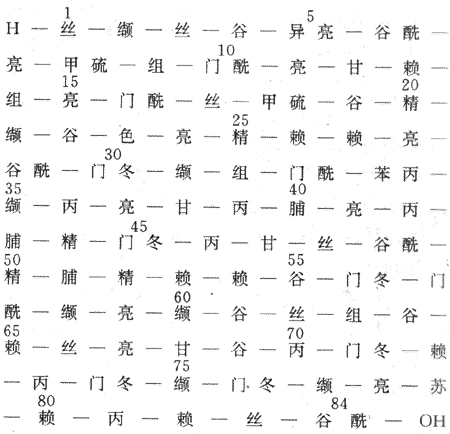 1 5
H — 丝 — 缬 — 丝 — 谷 — 异 亮 — 谷 酰 —
10
亮 — 甲 硫 — 组 — 门 酰 — 亮 — 甘 — 赖 —
15 20
组 — 亮 — 门 酰 — 丝 — 甲 硫 — 谷 — 精 —
25
缬 — 谷 — 色 — 亮 — 精 — 赖 — 赖 — 亮 —
30
谷 酰 — 门 冬 — 缬 — 组 — 门 酰 — 苯 丙 —
35 40
缬 — 丙 — 亮 — 甘 — 丙 — 脯 — 亮 — 丙 —
45
脯 — 精 — 门 冬 — 丙 — 甘 — 丝 — 谷 酰 —
50 55
精 — 脯 — 精 — 赖 — 赖 — 谷 — 门 冬 — 门
60
酰 — 缬 — 亮 — 缬 — 谷 — 丝 — 组 — 谷 —
65 70
赖 — 丝 — 亮 — 甘 — 谷 — 丙 — 门 冬 — 赖
75
— 丙 — 门 冬 — 缬 — 门 冬 — 缬 — 亮 — 苏
80 84
— 赖 — 丙 — 赖 — 丝 — 谷 酰 — OH